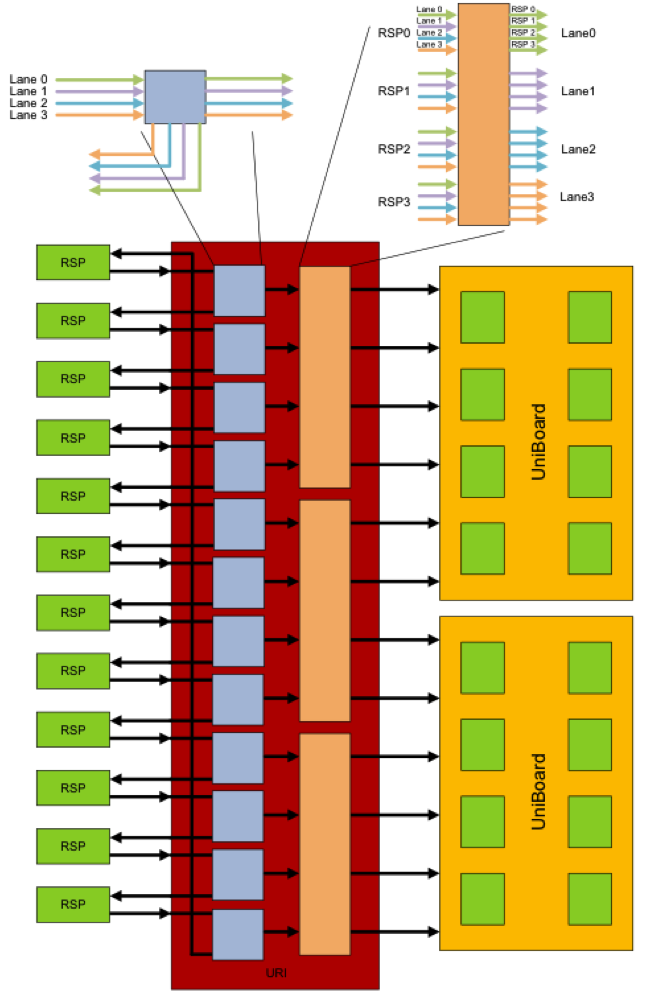 Lane 0
Lane 1
Lane 2
Lane 3
RSP0
Lane 0
Lane 1
Lane 2
Lane 3
RSP 0
RSP 1
RSP 2
RSP 3
Lane0
RSP1
Lane1
RSP2
Lane2
RSP3
Lane3
RSP
RSP
RSP
RSP
RSP
RSP
RSP
RSP
RSP
RSP
RSP
RSP
UniBoard
UniBoard
URI